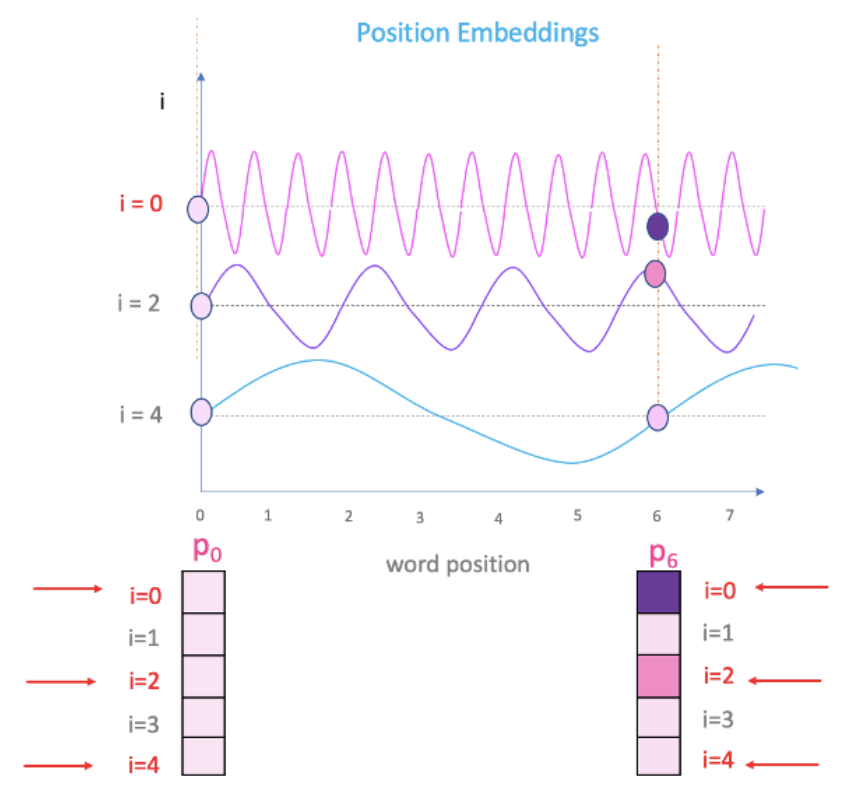 Position Embeddings
i
i = 0
i = 2
i = 4
0 1 2 3 4 5 6 7
word position
p0
i=0
i=1
i=2
i=3
i=4
p6
i=0
i=1
i=2
i=3
i=4